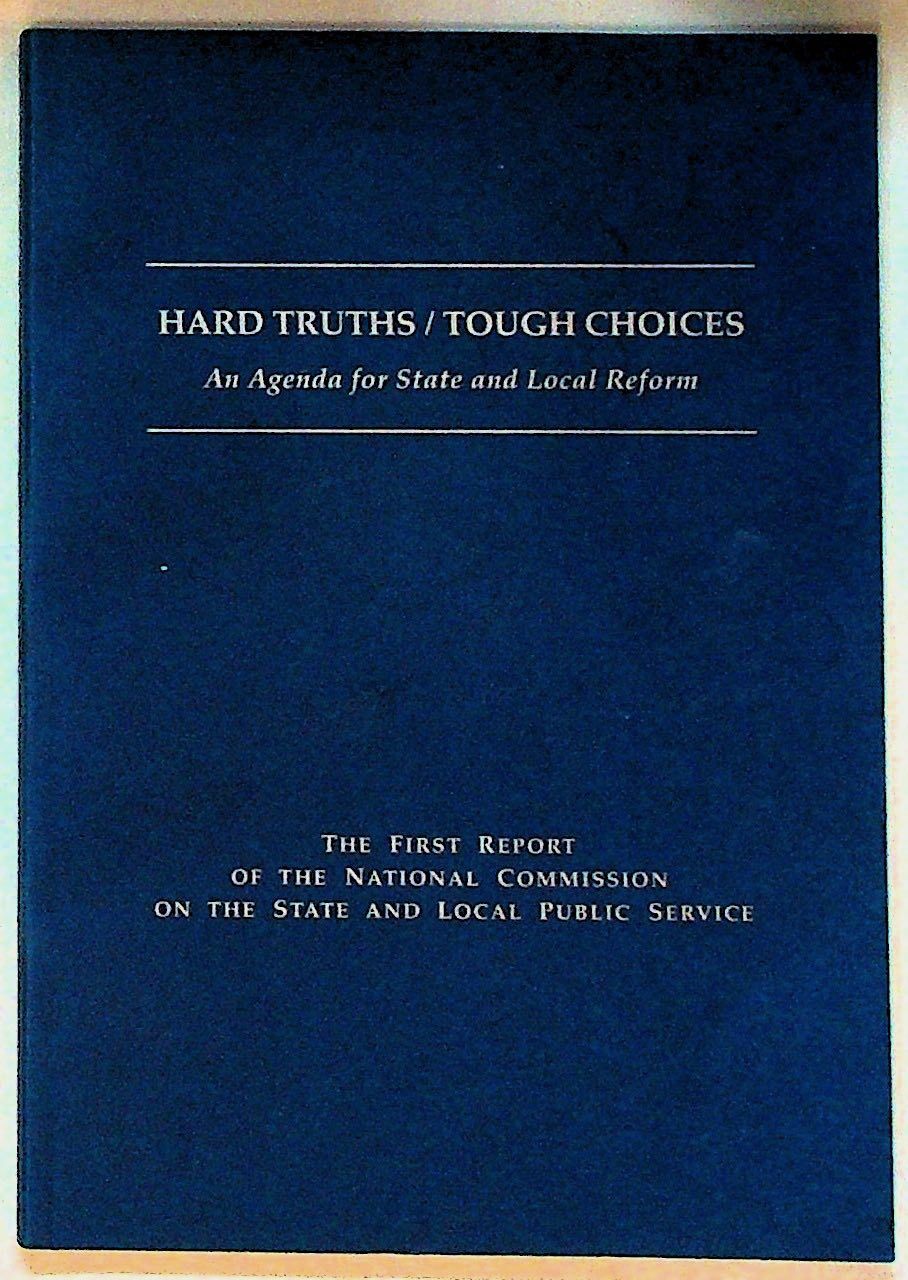 HARD TRUTHS / TOUGH CHOICES
An Agenda for State and Local Reform
THE FIRST REPORT
OF THE NATIONAL COMMISSION
ON THE STATE AND LOCAL PUBLIC SERVICE